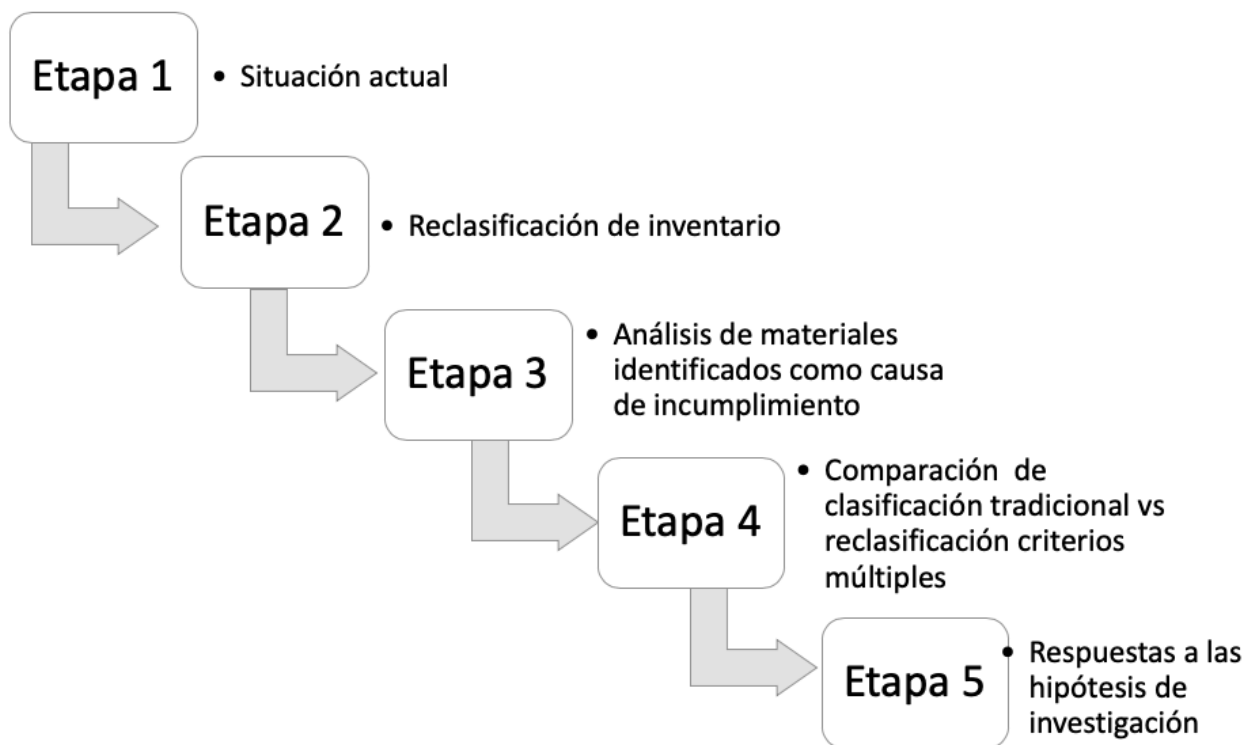 Etapa 1
• Situación actual
Etapa 2
• Reclasificación de inventario
Etapa 3
• Análisis de materiales
identificados como causa
de incumplimiento
Etapa 4
• Comparación de
clasificación tradicional vs
reclasificación criterios
múltiples
Etapa 5
• Respuestas a las
hipótesis de
investigación